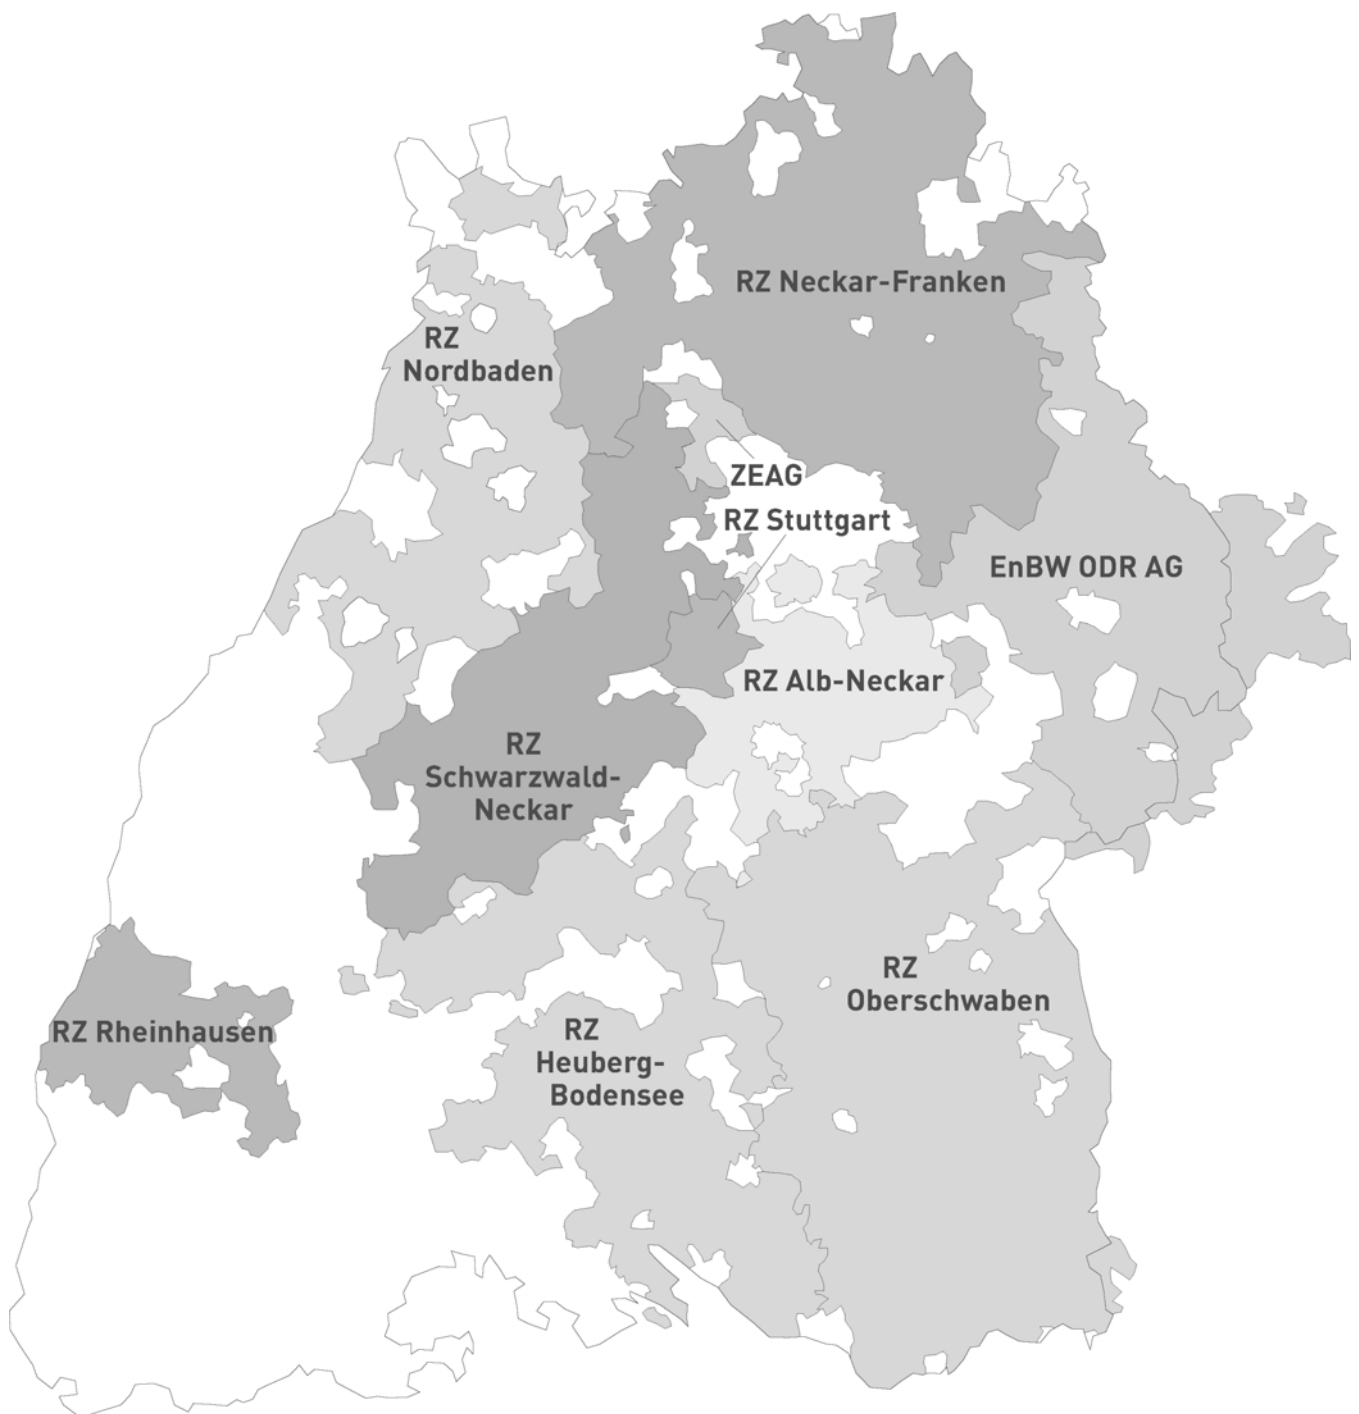 RZ Neckar-Franken
RZ
Nordbaden
ZEAG
RZ Stuttgart
EnBW ODR AG
RZ Alb-Neckar
RZ
Schwarzwald-
Neckar
RZ
Oberschwaben
RZ Rheinhausen
RZ
Heuberg-
Bodensee